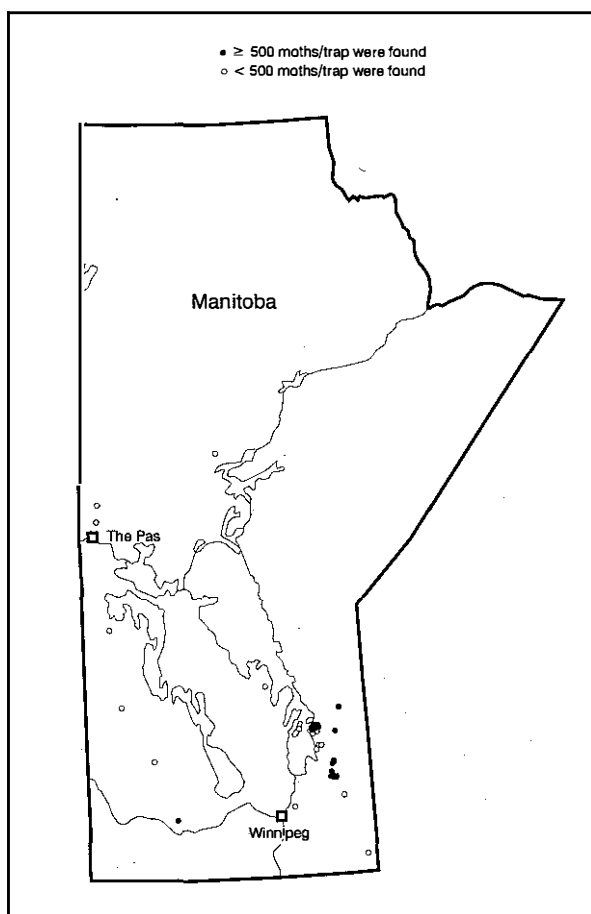 ● ≥ 500 moths/trap were found
○ < 500 moths/trap were found
Manitoba
The Pas
Winnipeg